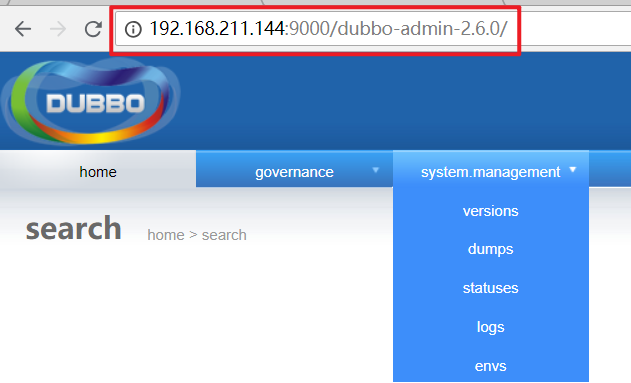 192.168.211.144:9000/dubbo-admin-2.6.0/
DUBBO
home governance system.management
search home > search
versions
dumps
statuses
logs
envs